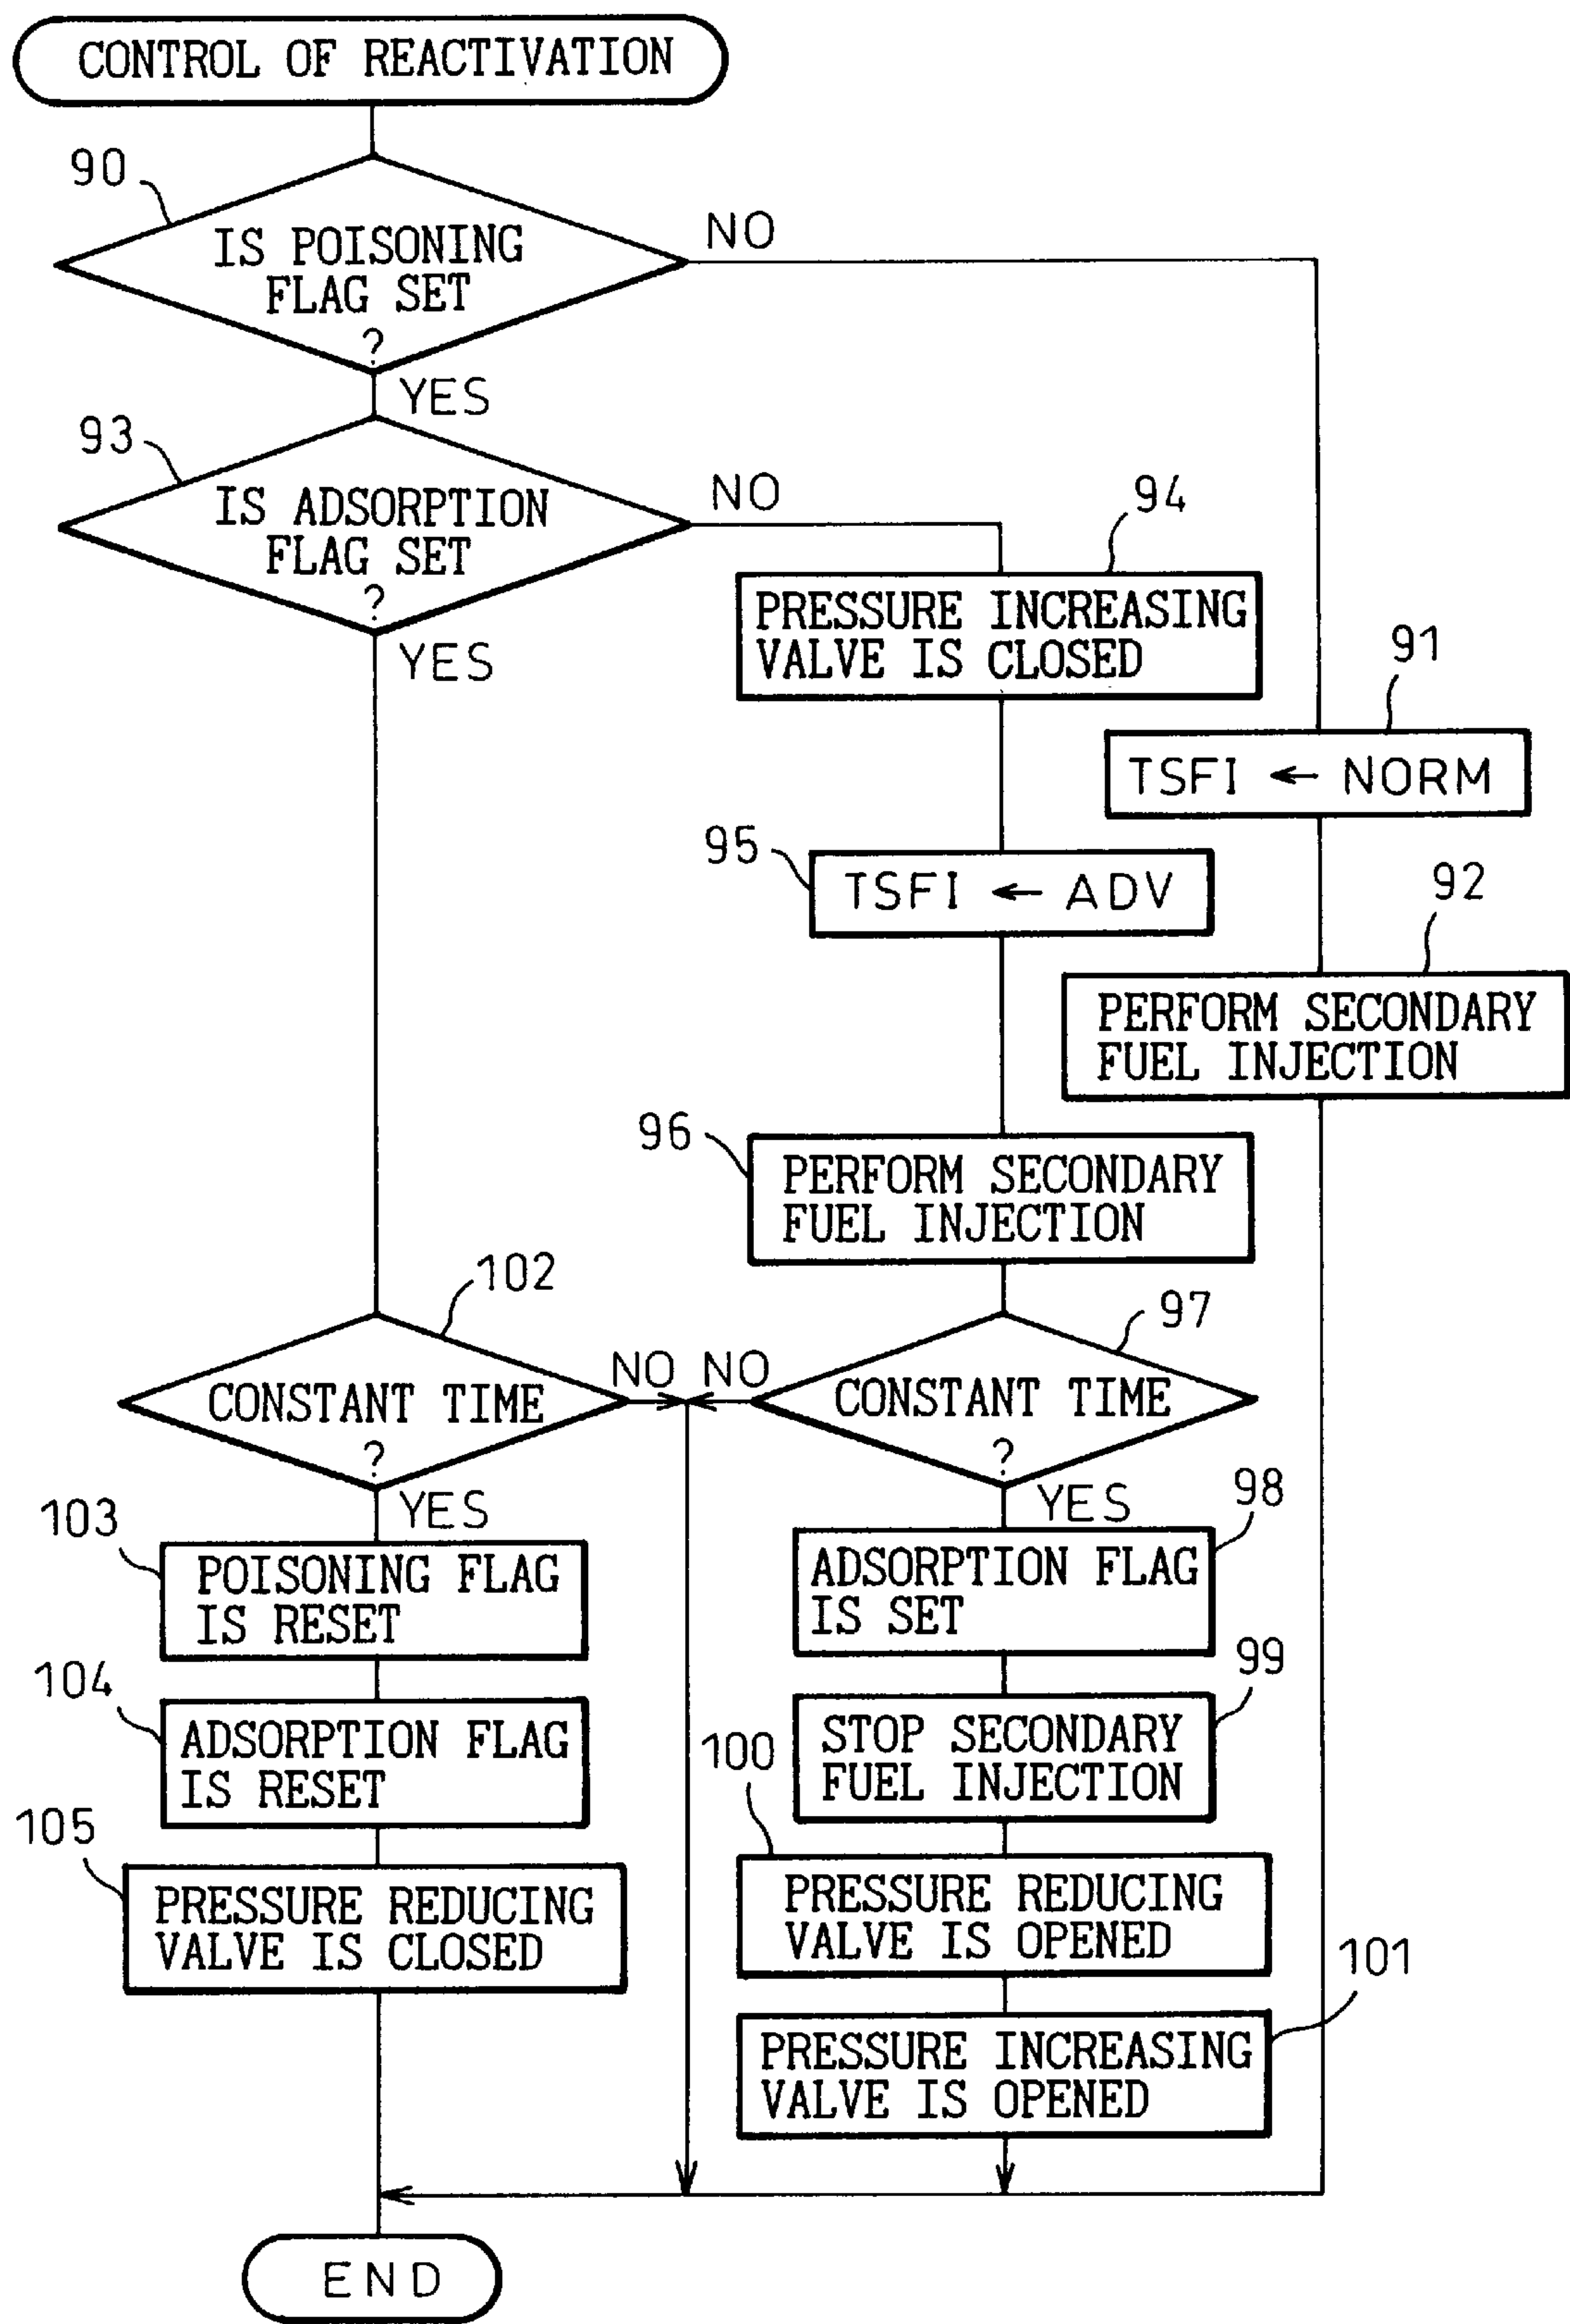 CONTROL OF REACTIVATION
90
IS POISONING
FLAG SET
?
NO
YES
93
IS ADSORPTION
FLAG SET
?
NO
YES
94
PRESSURE INCREASING
VALVE IS CLOSED
91
TSFI ← NORM
95
TSFI ← ADV
92
PERFORM SECONDARY
FUEL INJECTION
96
PERFORM SECONDARY
FUEL INJECTION
102
CONSTANT TIME
?
NO
YES
97
NO
CONSTANT TIME
?
YES
103
POISONING FLAG
IS RESET
98
ADSORPTION FLAG
IS SET
104
ADSORPTION FLAG
IS RESET
99
STOP SECONDARY
FUEL INJECTION
105
PRESSURE REDUCING
VALVE IS CLOSED
100
PRESSURE REDUCING
VALVE IS OPENED
101
PRESSURE INCREASING
VALVE IS OPENED
END